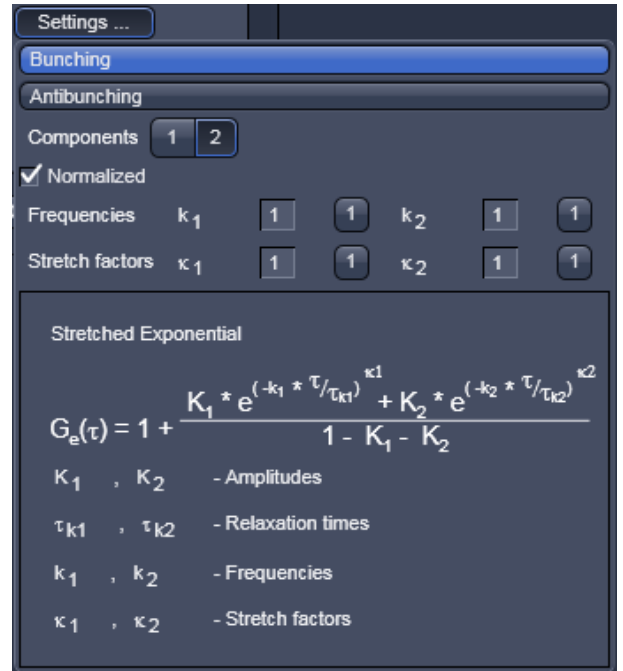 Settings ...
Bunching
Antibunching
Components 1 2
Normalized
Frequencies k1 1 1 k2 1 1
Stretch factors κ1 1 1 κ2 1 1
Stretched Exponential
Ge(τ) = 1 + (K1 * e^(-k1 * τ/τk1)^κ1 + K2 * e^(-k2 * τ/τk2)^κ2) / (1 - K1 - K2)
K1 , K2 - Amplitudes
τk1 , τk2 - Relaxation times
k1 , k2 - Frequencies
κ1 , κ2 - Stretch factors